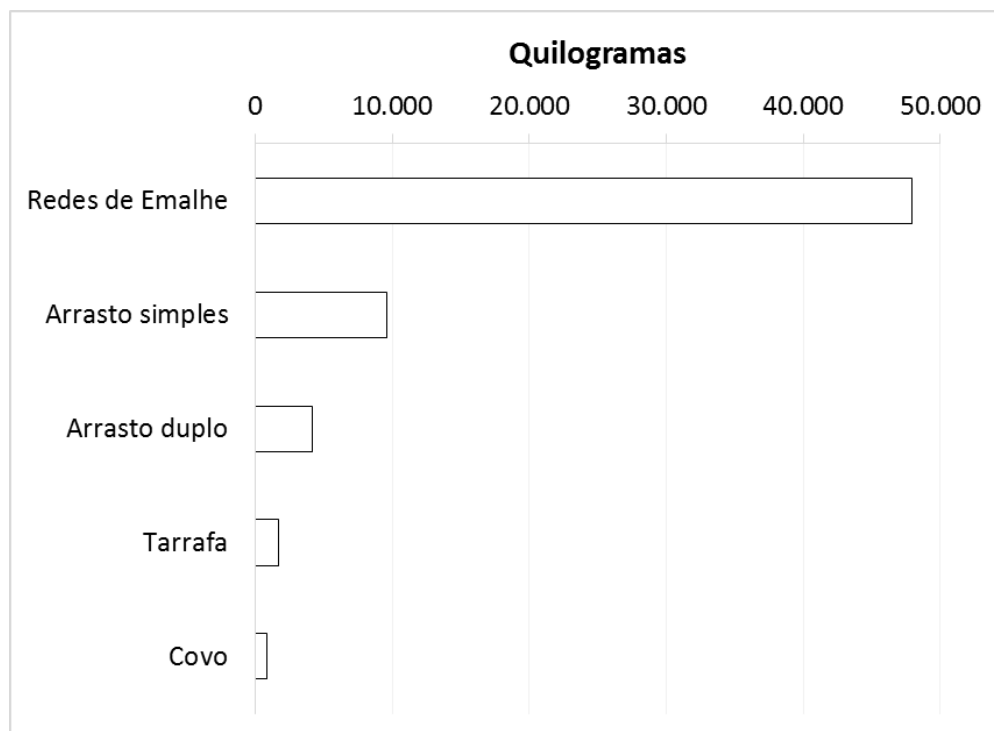 Quilogramas
0 10.000 20.000 30.000 40.000 50.000
Redes de Emalhe
Arrasto simples
Arrasto duplo
Tarrafa
Covo